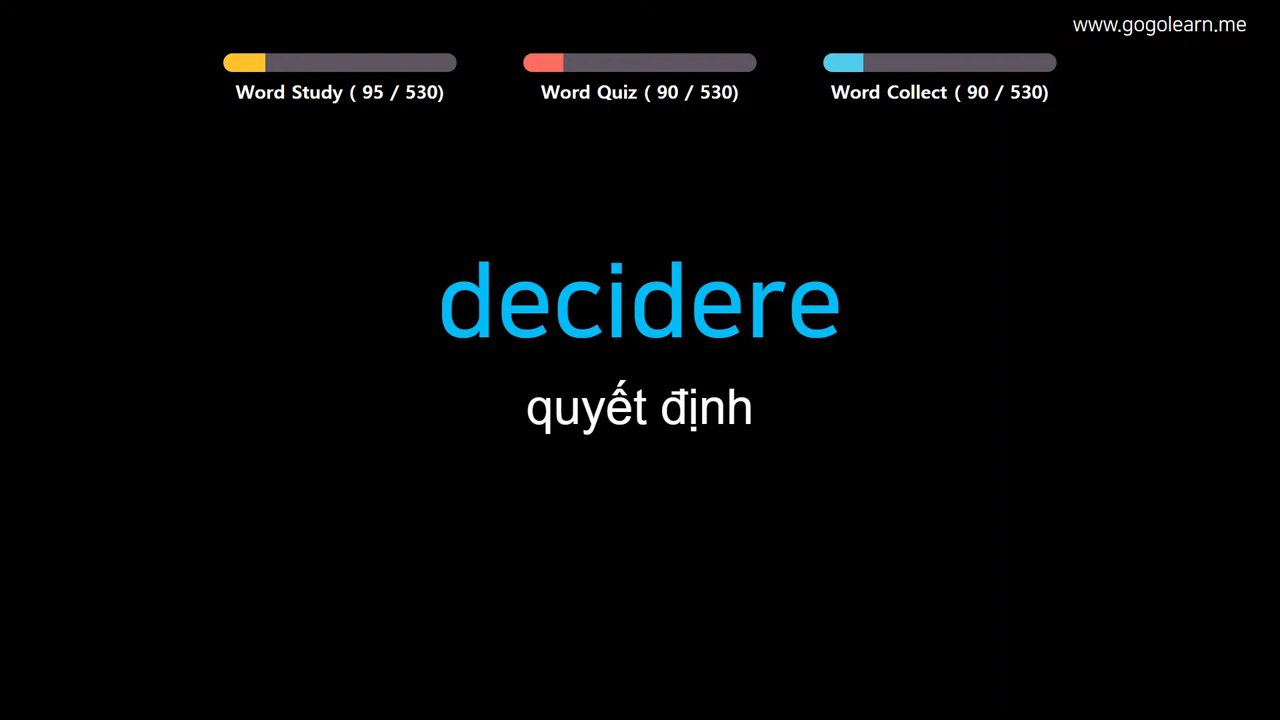 www.gogolearn.me
Word Study ( 95 / 530)
Word Quiz ( 90 / 530)
Word Collect ( 90 / 530)
decidere
quyết định